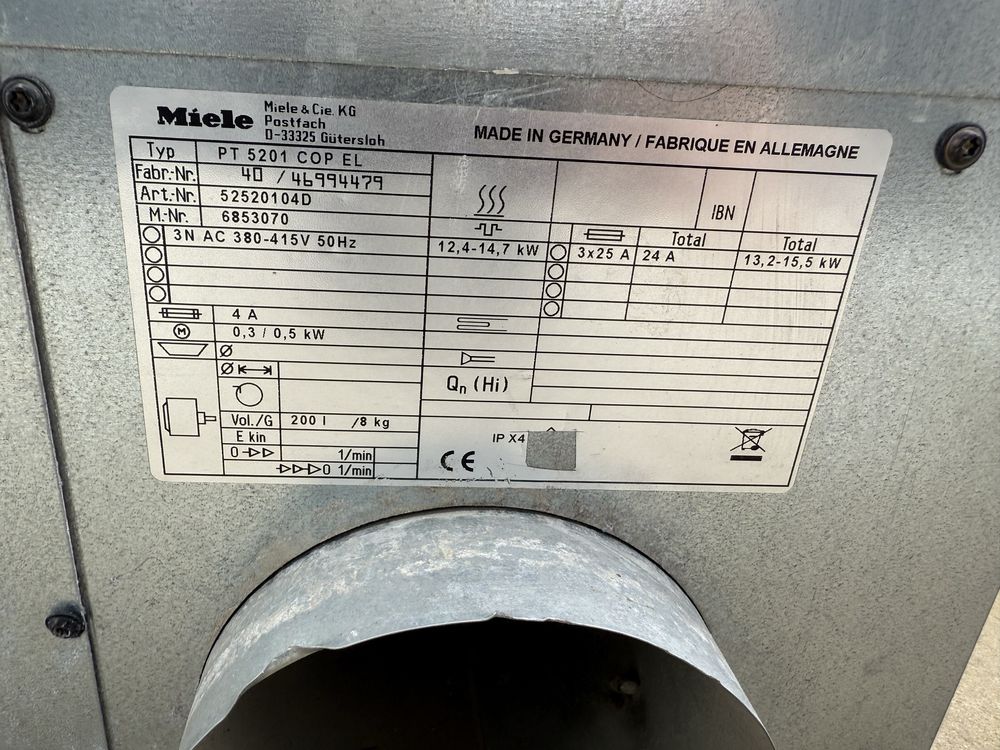 Miele
Miele & Cie. KG
Postfach
D-33325 Gütersloh
MADE IN GERMANY / FABRIQUE EN ALLEMAGNE
Typ PT 5201 COP EL
Fabr.-Nr. 40 / 46994479
Art.-Nr. 52520104D
M.-Nr. 6853070
IBN
3N AC 380-415V 50Hz 12,4-14,7 kW 3x25 A Total 24 A Total 13,2-15,5 kW
4 A
M 0,3 / 0,5 kW
Ø
Ø
Qn (Hi)
Vol./G 200 l /8 kg
E kin
0 1/min
0 1/min
IP X4
CE